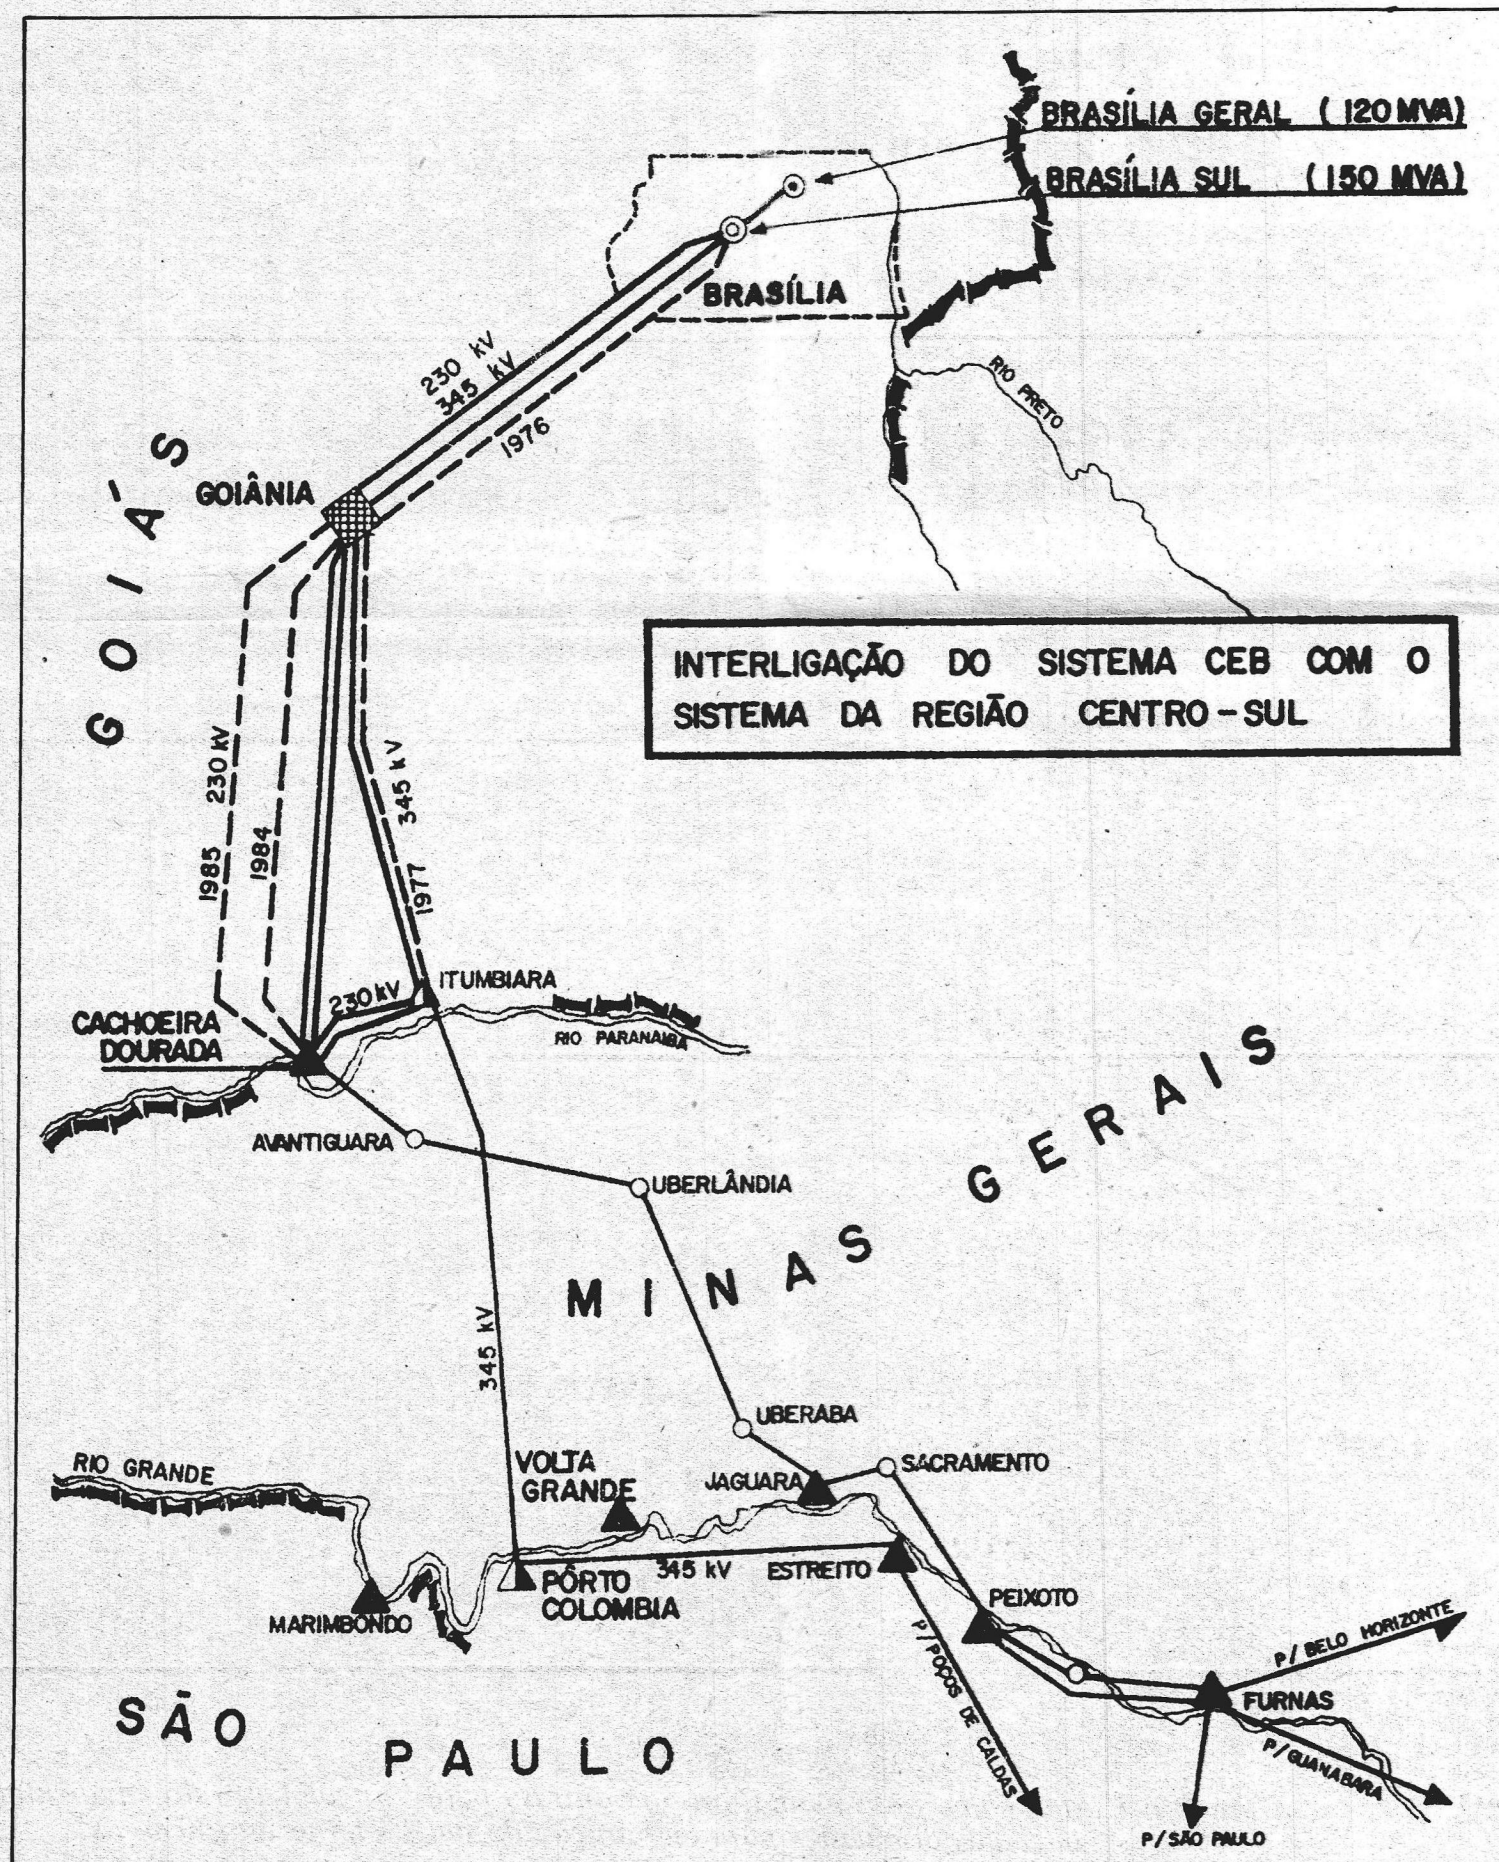 BRASÍLIA GERAL ( 120 MVA)
BRASÍLIA SUL ( 150 MVA)
BRASÍLIA
230 kV
345 kV
1976
RIO PRETO
GOIÂNIA
GOIÁS
INTERLIGAÇÃO DO SISTEMA CEB COM O
SISTEMA DA REGIÃO CENTRO-SUL
230 kV
345 kV
1985
1984
1977
ITUMBIARA
230 kV
CACHOEIRA
DOURADA
RIO PARANAIBA
AVANTIGUARA
UBERLÂNDIA
MINAS GERAIS
345 kV
UBERABA
RIO GRANDE
VOLTA
GRANDE
JAGUARA
SACRAMENTO
345 kV
ESTREITO
PÔRTO
COLOMBIA
MARIMBONDO
PEIXOTO
P/POÇOS DE CALDAS
P/ BELO HORIZONTE
FURNAS
P/GUANABARA
SÃO PAULO
P/SÃO PAULO